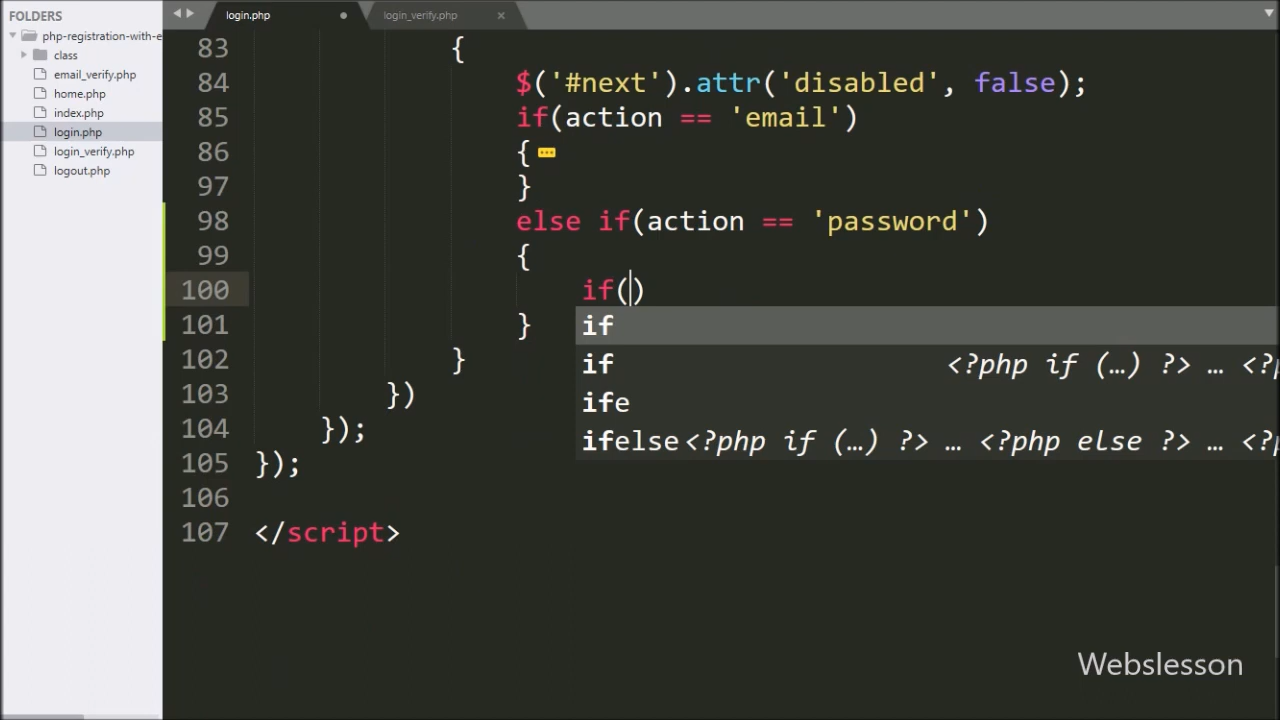 FOLDERS
php-registration-with-e
class
email_verify.php
home.php
index.php
login.php
login_verify.php
logout.php
login.php
login_verify.php
83 {
84 $('#next').attr('disabled', false);
85 if(action == 'email')
86 {
97 }
98 else if(action == 'password')
99 {
100 if()
101 }
102 }
103 })
104 });
105 });
106
107 </script>
if
if <?php if (…) ?> … <?p
ife
ifelse <?php if (…) ?> … <?php else ?> … <?p
Webslesson